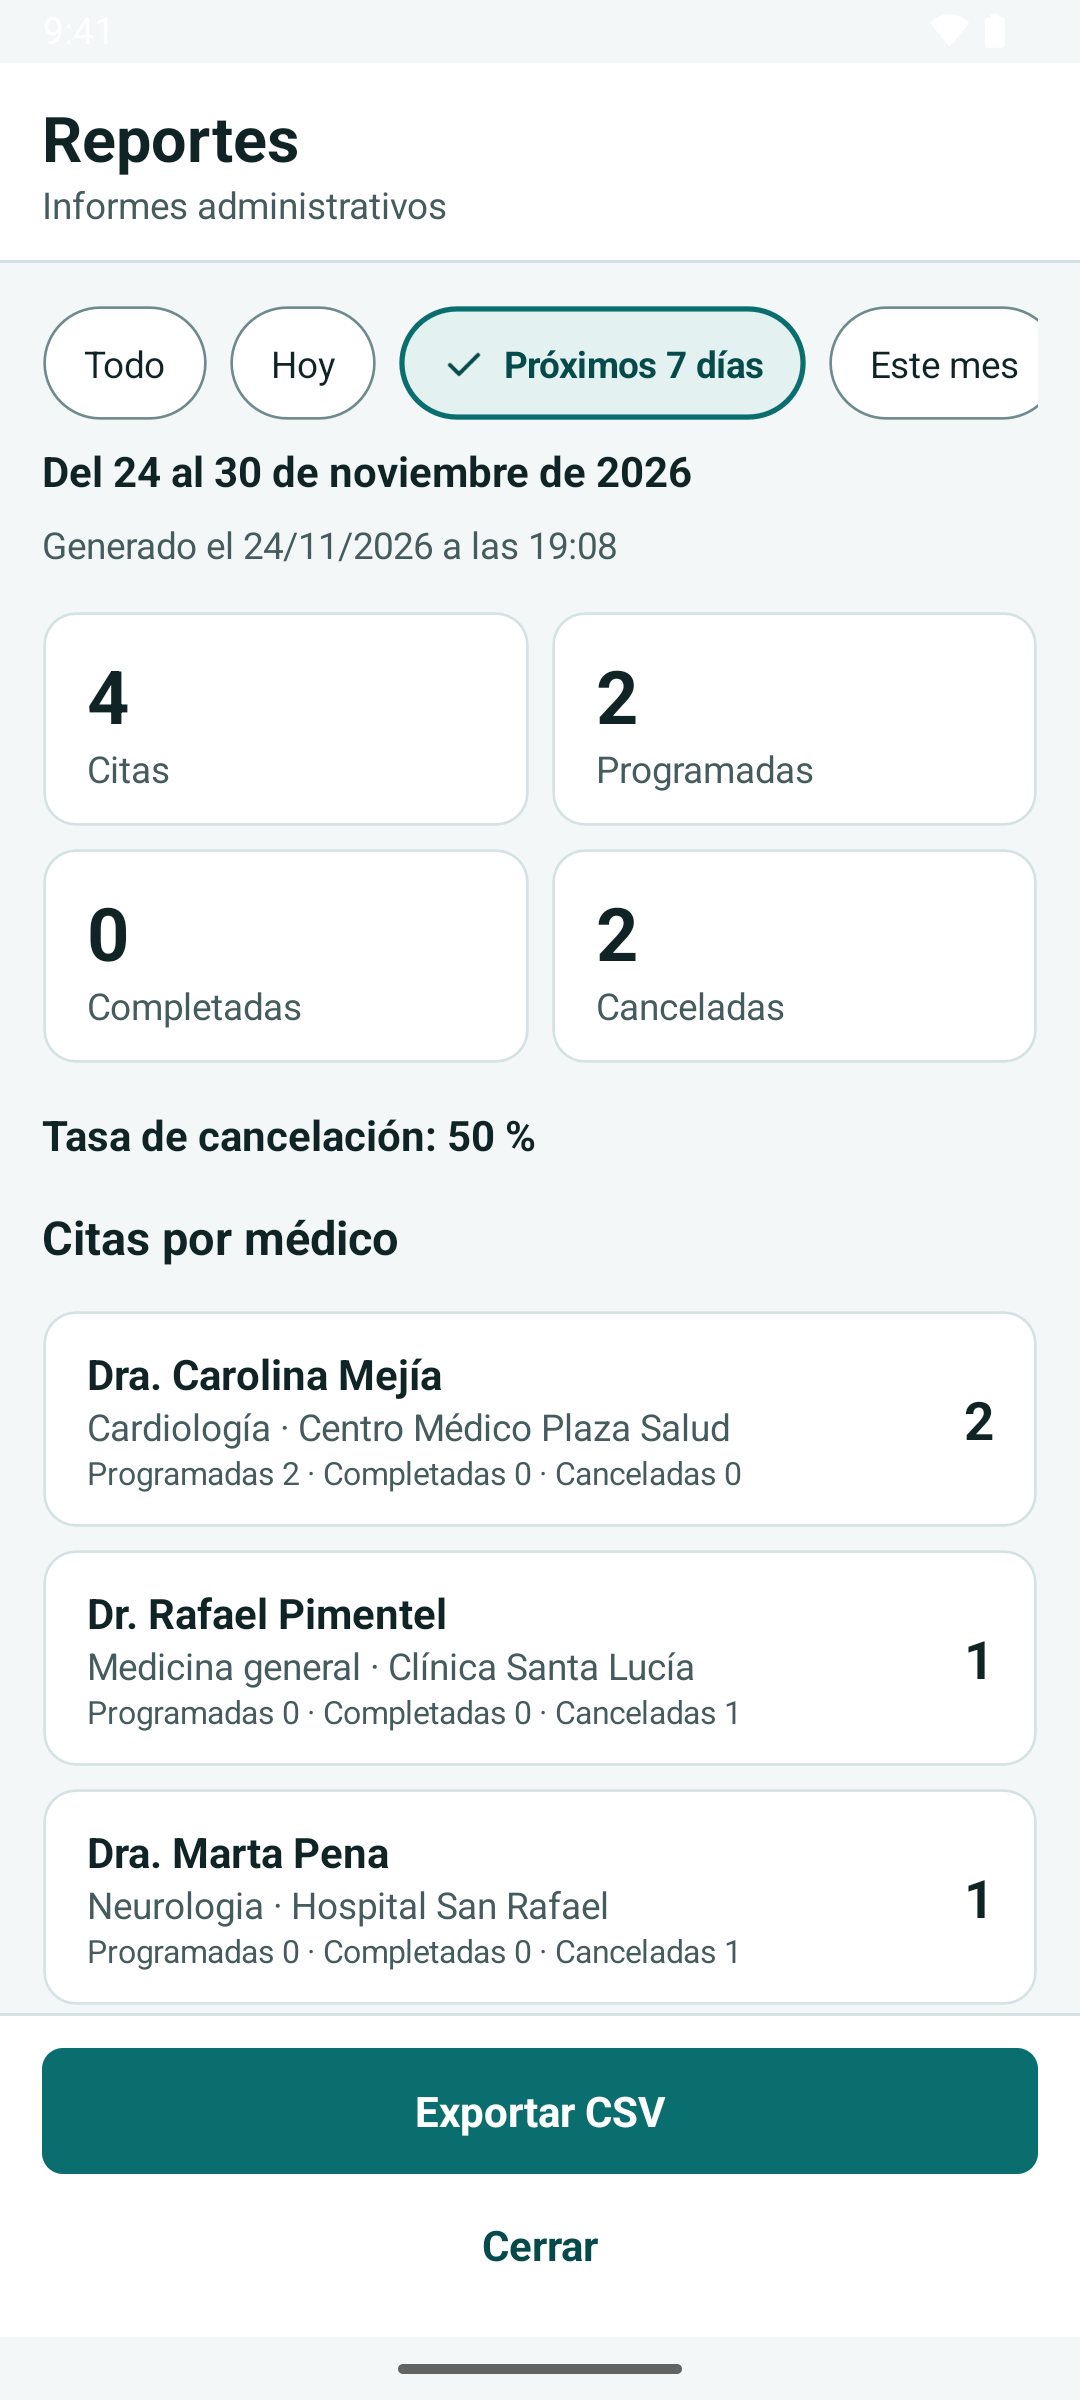 9:41
Reportes
Informes administrativos
Todo
Hoy
Próximos 7 días
Este mes
Del 24 al 30 de noviembre de 2026
Generado el 24/11/2026 a las 19:08
4
Citas
2
Programadas
0
Completadas
2
Canceladas
Tasa de cancelación: 50 %
Citas por médico
Dra. Carolina Mejía
Cardiología · Centro Médico Plaza Salud
Programadas 2 · Completadas 0 · Canceladas 0
2
Dr. Rafael Pimentel
Medicina general · Clínica Santa Lucía
Programadas 0 · Completadas 0 · Canceladas 1
1
Dra. Marta Pena
Neurologia · Hospital San Rafael
Programadas 0 · Completadas 0 · Canceladas 1
1
Exportar CSV
Cerrar